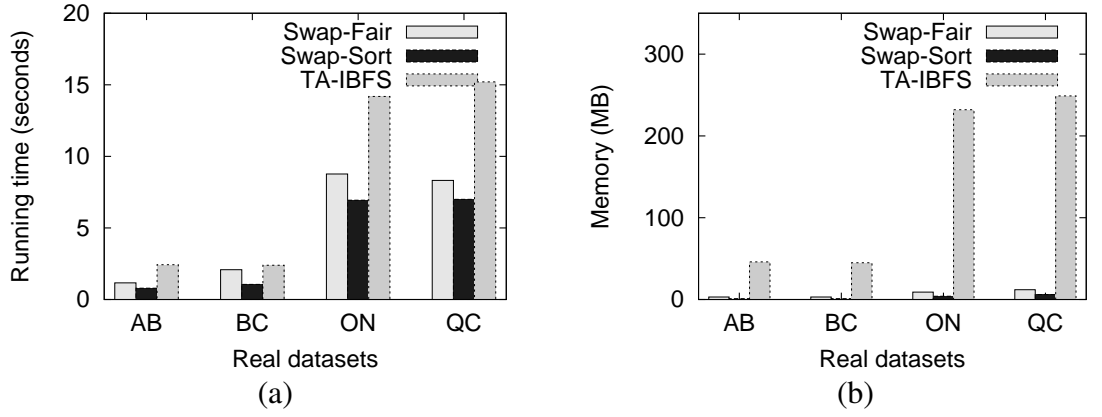 20
15
10
5
0
Running time (seconds)
Swap-Fair
Swap-Sort
TA-IBFS
AB BC ON QC
Real datasets
(a)
300
200
100
0
Memory (MB)
Swap-Fair
Swap-Sort
TA-IBFS
AB BC ON QC
Real datasets
(b)